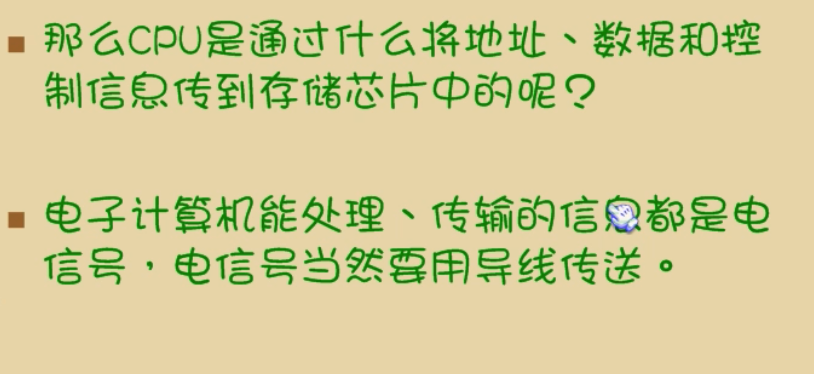 那么CPU是通过什么将地址、数据和控
制信息传到存储芯片中的呢？
电子计算机能处理、传输的信息都是电
信号，电信号当然要用导线传送。